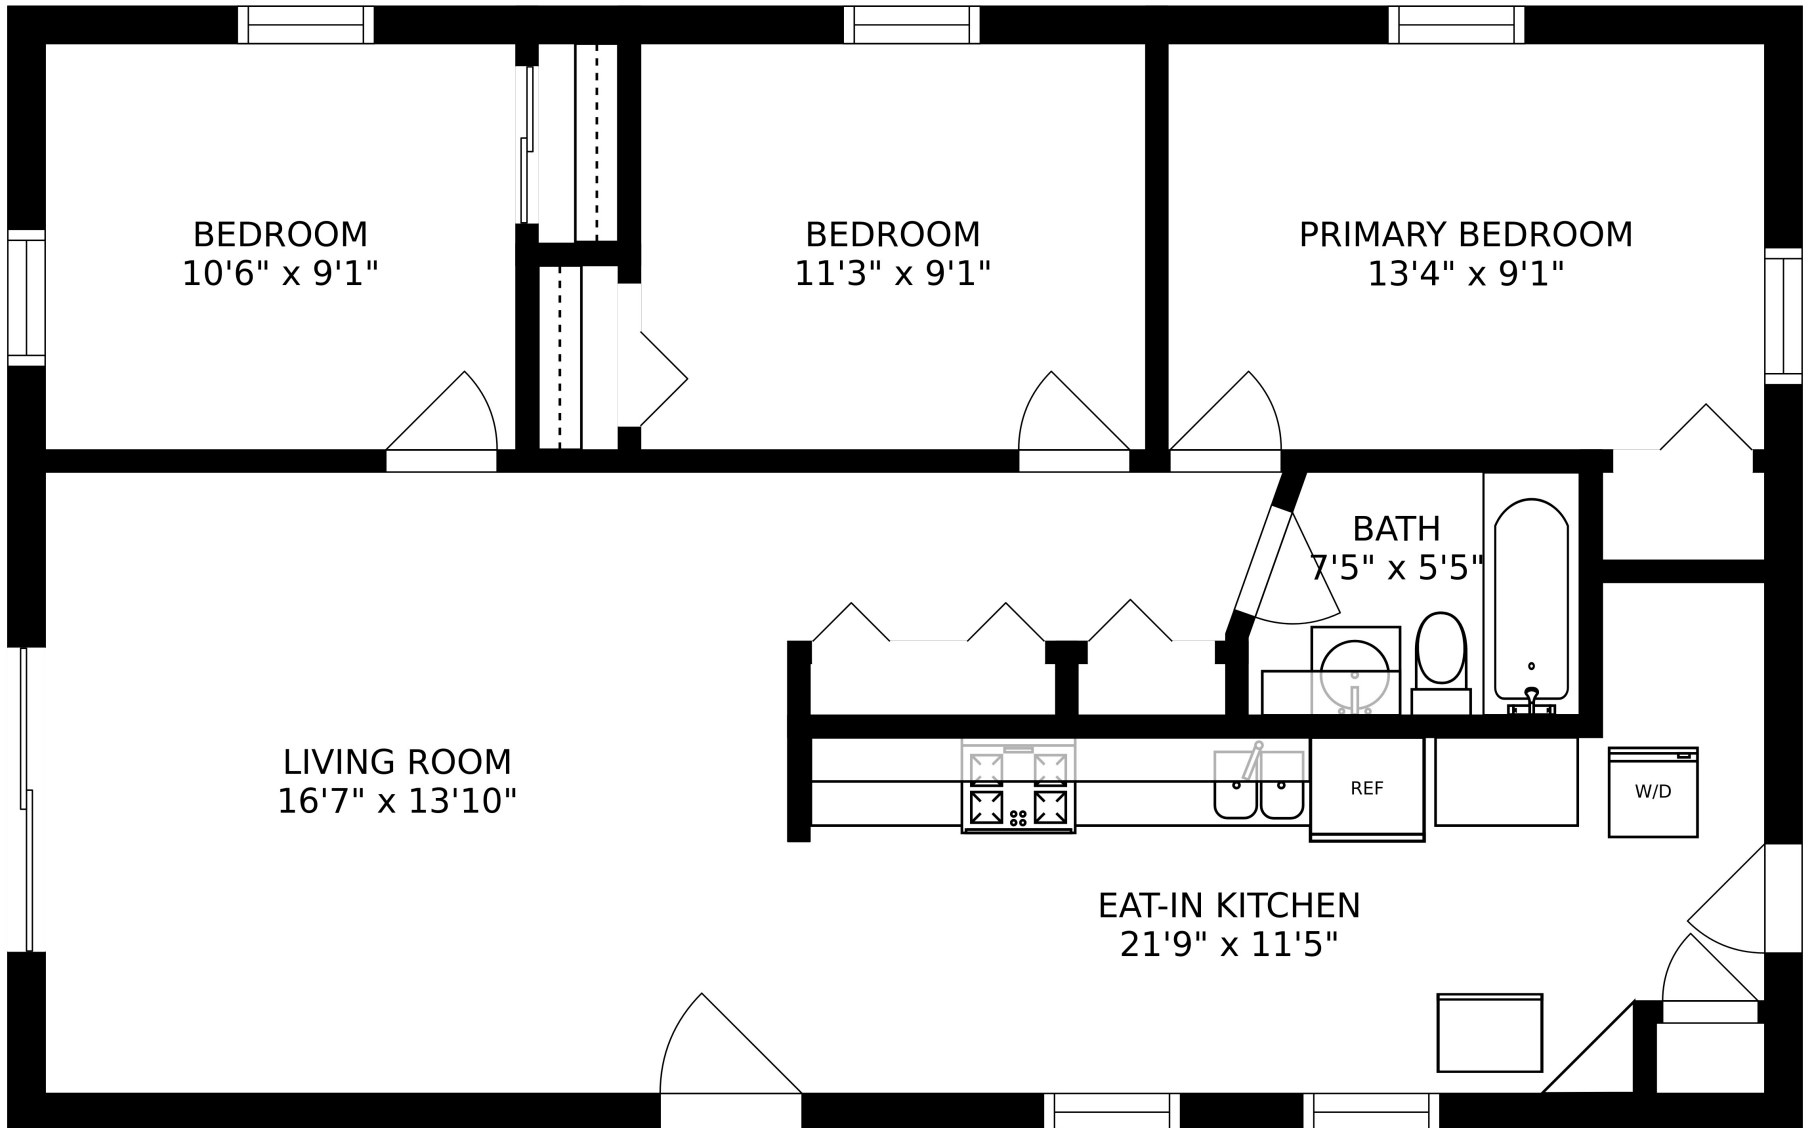 BEDROOM
10'6" x 9'1"
BEDROOM
11'3" x 9'1"
PRIMARY BEDROOM
13'4" x 9'1"
BATH
7'5" x 5'5"
LIVING ROOM
16'7" x 13'10"
REF
W/D
EAT-IN KITCHEN
21'9" x 11'5"